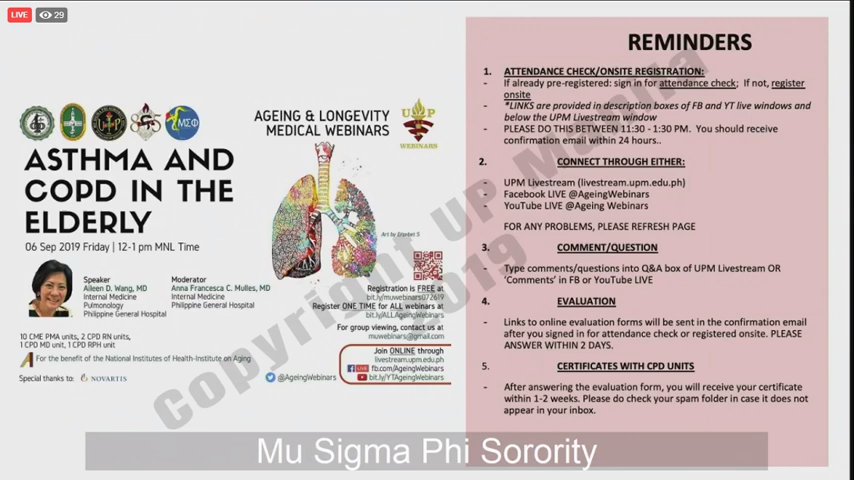 LIVE 29
AGEING & LONGEVITY
MEDICAL WEBINARS
WEBINARS
ASTHMA AND
COPD IN THE
ELDERLY
06 Sep 2019 Friday | 12-1 pm MNL Time
Speaker
Aileen D. Wang, MD
Internal Medicine
Pulmonology
Philippine General Hospital
Moderator
Anna Francesca C. Mulles, MD
Internal Medicine
Philippine General Hospital
10 CME PMA units, 2 CPD RN units,
1 CPD MD unit, 1 CPD RPH unit
For the benefit of the National Institutes of Health-Institute on Aging
Special thanks to: NOVARTIS
Registration is FREE at
bit.ly/muwebinars072619
Register ONE TIME for ALL webinars at
bit.ly/ALLAgeingWebinars
For group viewing, contact us at
muwebinars@gmail.com
Join ONLINE through
livestream.upm.edu.ph
LIVE fb.com/AgeingWebinars
bit.ly/YTAgeingWebinars
@AgeingWebinars
REMINDERS
1. ATTENDANCE CHECK/ONSITE REGISTRATION:
- If already pre-registered: sign in for attendance check; If not, register
onsite
- *LINKS are provided in description boxes of FB and YT live windows and
below the UPM Livestream window
- PLEASE DO THIS BETWEEN 11:30 - 1:30 PM. You should receive
confirmation email within 24 hours..
2. CONNECT THROUGH EITHER:
- UPM Livestream (livestream.upm.edu.ph)
- Facebook LIVE @AgeingWebinars
- YouTube LIVE @Ageing Webinars
FOR ANY PROBLEMS, PLEASE REFRESH PAGE
3. COMMENT/QUESTION
- Type comments/questions into Q&A box of UPM Livestream OR
'Comments' in FB or YouTube LIVE
4. EVALUATION
- Links to online evaluation forms will be sent in the confirmation email
after you signed in for attendance check or registered onsite. PLEASE
ANSWER WITHIN 2 DAYS.
5. CERTIFICATES WITH CPD UNITS
- After answering the evaluation form, you will receive your certificate
within 1-2 weeks. Please do check your spam folder in case it does not
appear in your inbox.
Copyright UP Manila
2019
Mu Sigma Phi Sorority